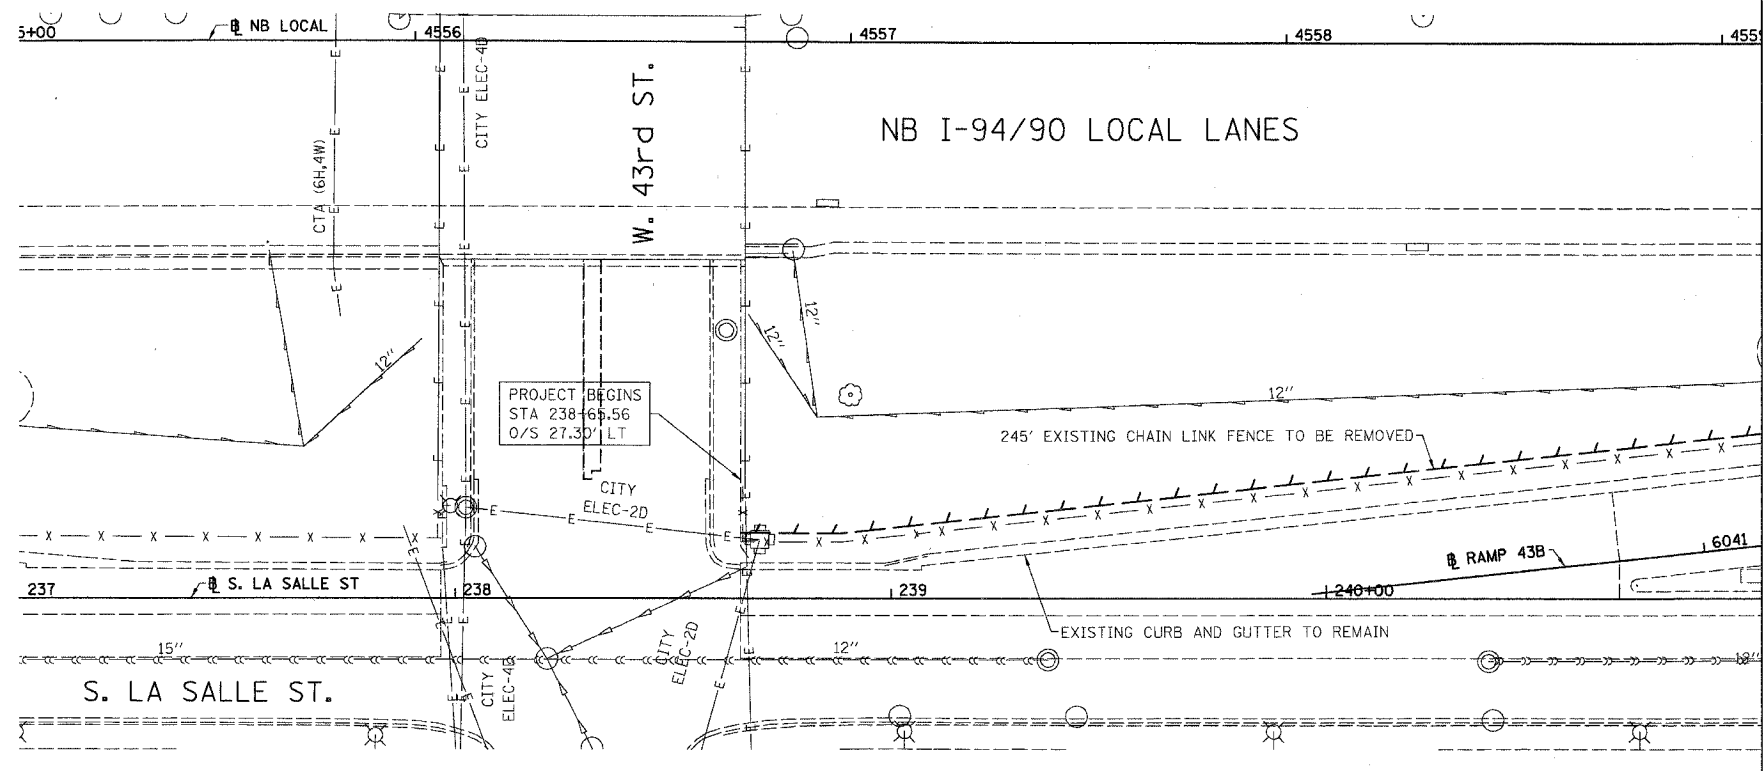 5+00
℄ NB LOCAL
4556
4557
4558
4559
CITY ELEC-4D
W. 43rd ST.
NB I-94/90 LOCAL LANES
CTA (6H,4W)
12"
12"
12"
12"
PROJECT BEGINS
STA 238+65.56
O/S 27.30' LT
245' EXISTING CHAIN LINK FENCE TO BE REMOVED
CITY
ELEC-2D
℄ RAMP 43B
6041
237
℄ S. LA SALLE ST
238
239
240+00
EXISTING CURB AND GUTTER TO REMAIN
15"
12"
CITY
ELEC-2D
CITY
ELEC-4D
S. LA SALLE ST.